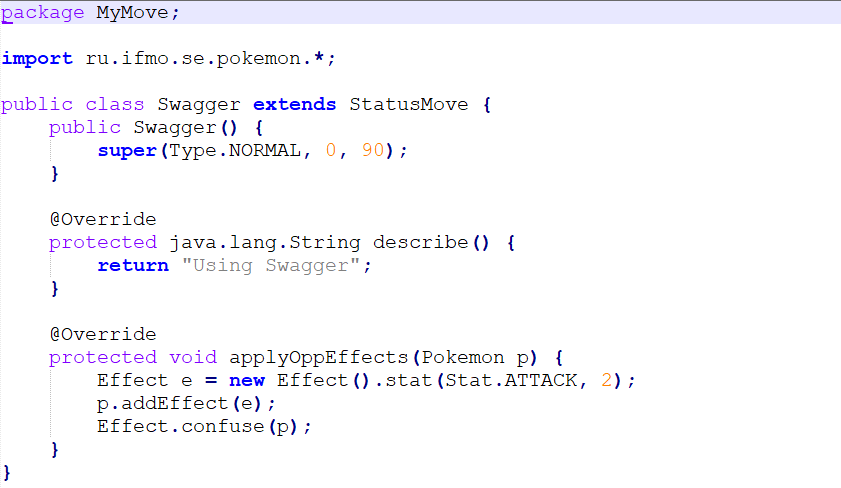 package MyMove;
import ru.ifmo.se.pokemon.*;
public class Swagger extends StatusMove {
public Swagger() {
super(Type.NORMAL, 0, 90);
}
@Override
protected java.lang.String describe() {
return "Using Swagger";
}
@Override
protected void applyOppEffects(Pokemon p) {
Effect e = new Effect().stat(Stat.ATTACK, 2);
p.addEffect(e);
Effect.confuse(p);
}
}